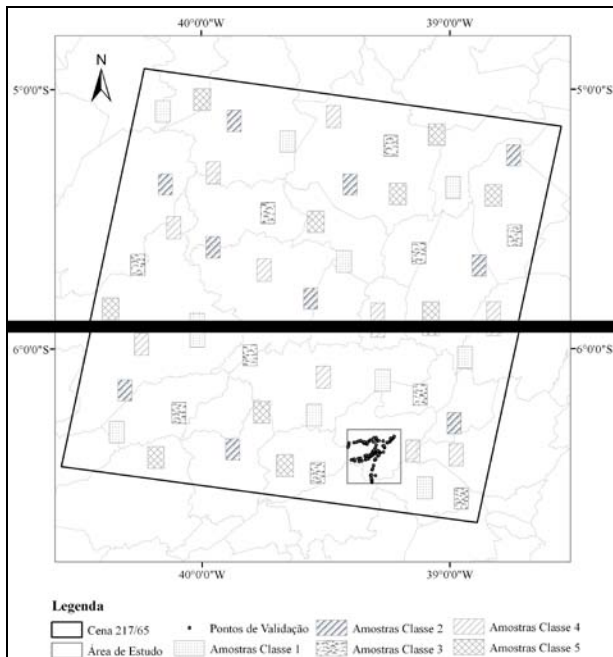 40°0'0"W 39°0'0"W
N
5°0'0"S 5°0'0"S
6°0'0"S 6°0'0"S
40°0'0"W 39°0'0"W
Legenda
Cena 217/65 Pontos de Validação Amostras Classe 2 Amostras Classe 4
Área de Estudo Amostras Classe 1 Amostras Classe 3 Amostras Classe 5